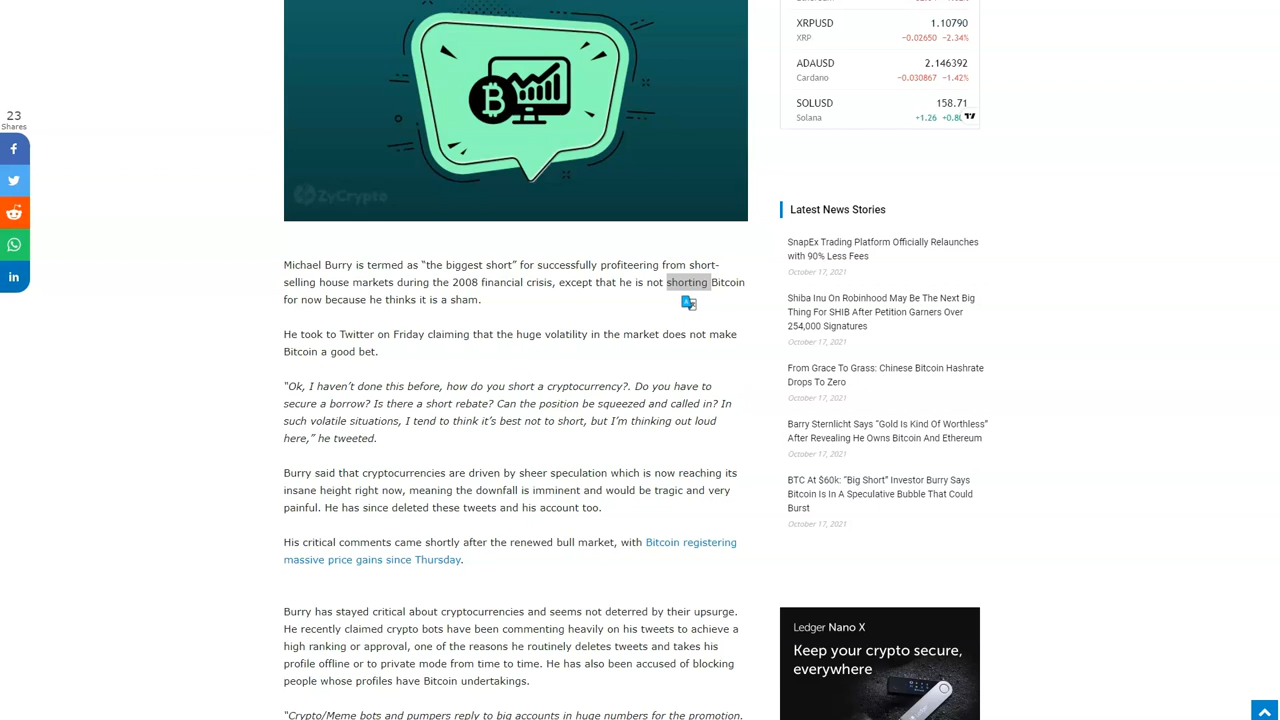 23
Shares
ZyCrypto
Michael Burry is termed as “the biggest short” for successfully profiteering from short-
selling house markets during the 2008 financial crisis, except that he is not shorting Bitcoin
for now because he thinks it is a sham.
He took to Twitter on Friday claiming that the huge volatility in the market does not make
Bitcoin a good bet.
“Ok, I haven’t done this before, how do you short a cryptocurrency?. Do you have to
secure a borrow? Is there a short rebate? Can the position be squeezed and called in? In
such volatile situations, I tend to think it’s best not to short, but I’m thinking out loud
here,” he tweeted.
Burry said that cryptocurrencies are driven by sheer speculation which is now reaching its
insane height right now, meaning the downfall is imminent and would be tragic and very
painful. He has since deleted these tweets and his account too.
His critical comments came shortly after the renewed bull market, with Bitcoin registering
massive price gains since Thursday.
Burry has stayed critical about cryptocurrencies and seems not deterred by their upsurge.
He recently claimed crypto bots have been commenting heavily on his tweets to achieve a
high ranking or approval, one of the reasons he routinely deletes tweets and takes his
profile offline or to private mode from time to time. He has also been accused of blocking
people whose profiles have Bitcoin undertakings.
“Crypto/Meme bots and pumpers reply to big accounts in huge numbers for the promotion.
XRPUSD 1.10790
XRP −0.02650 −2.34%
ADAUSD 2.146392
Cardano −0.030867 −1.42%
SOLUSD 158.71
Solana +1.26
Latest News Stories
SnapEx Trading Platform Officially Relaunches
with 90% Less Fees
October 17, 2021
Shiba Inu On Robinhood May Be The Next Big
Thing For SHIB After Petition Garners Over
254,000 Signatures
October 17, 2021
From Grace To Grass: Chinese Bitcoin Hashrate
Drops To Zero
October 17, 2021
Barry Sternlicht Says “Gold Is Kind Of Worthless”
After Revealing He Owns Bitcoin And Ethereum
October 17, 2021
BTC At $60k: “Big Short” Investor Burry Says
Bitcoin Is In A Speculative Bubble That Could
Burst
October 17, 2021
Ledger Nano X
Keep your crypto secure,
everywhere